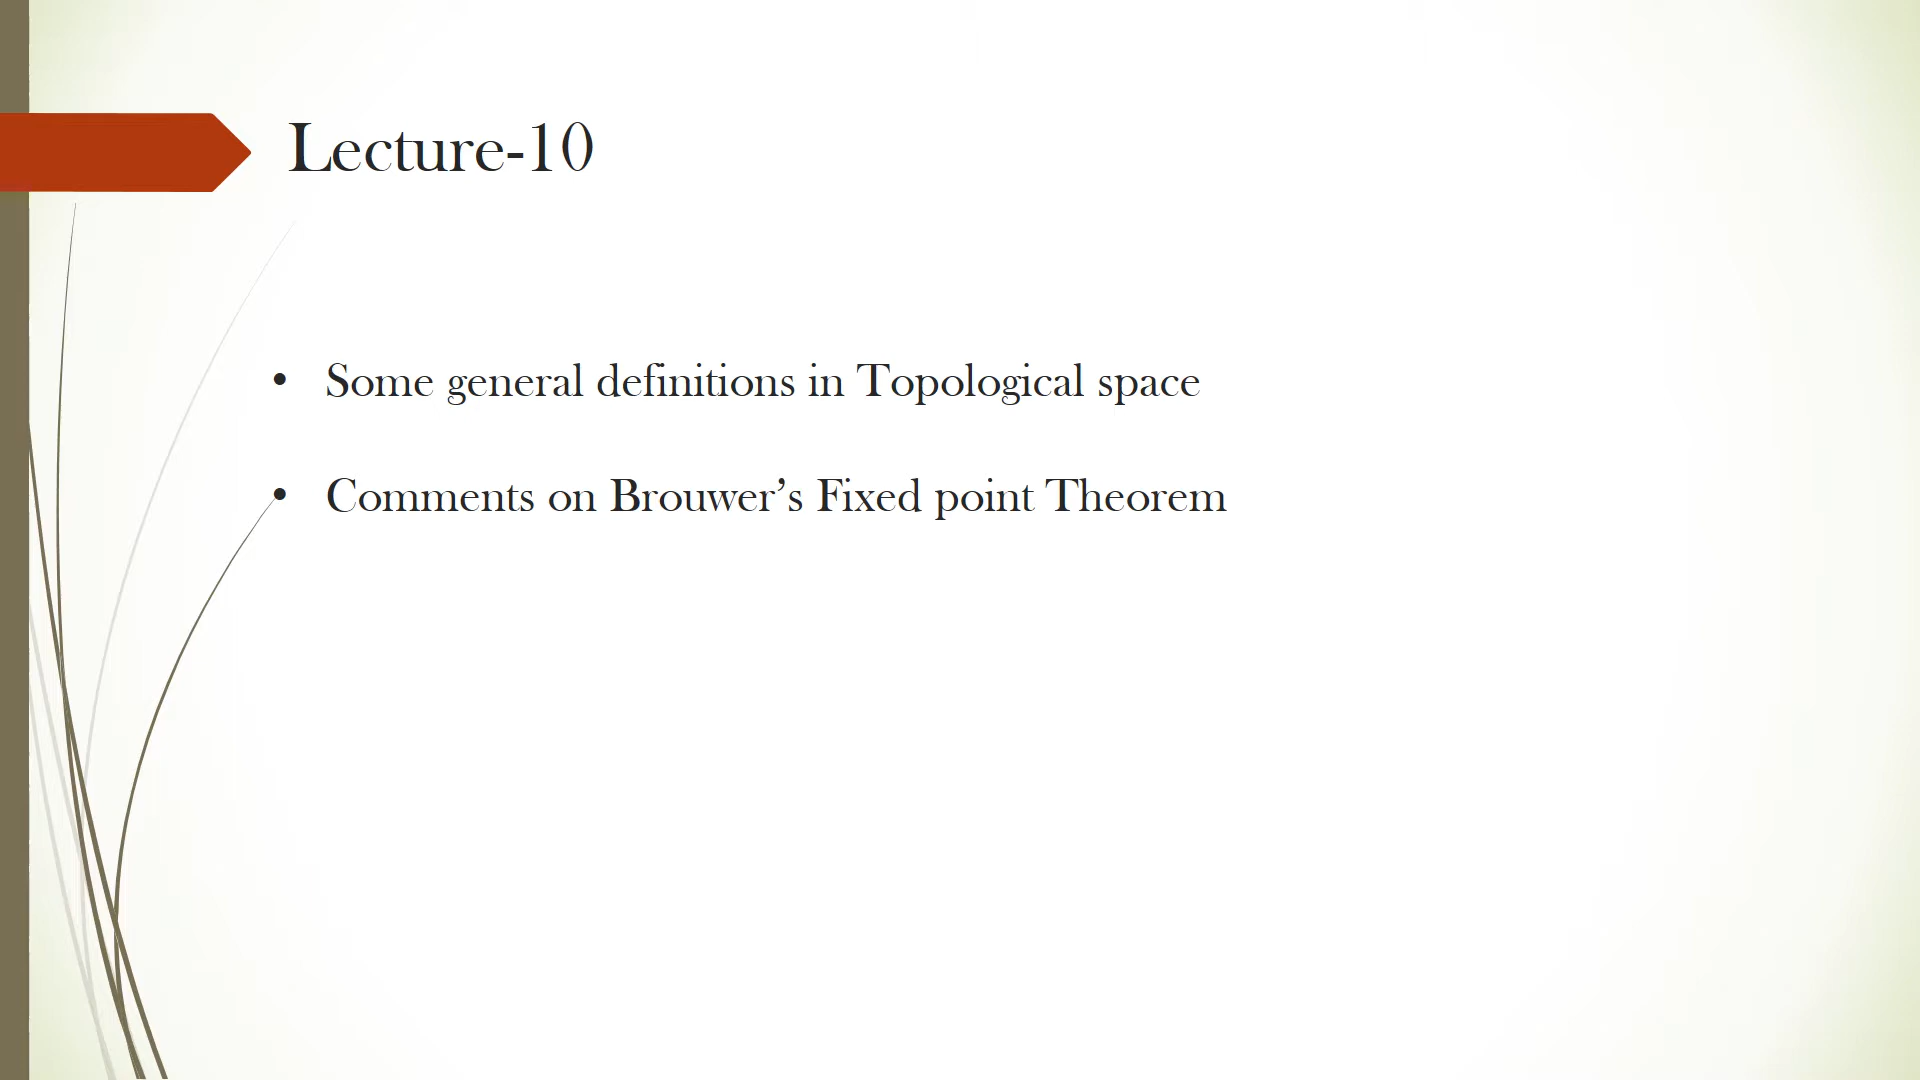 Lecture-10
• Some general definitions in Topological space
• Comments on Brouwer’s Fixed point Theorem